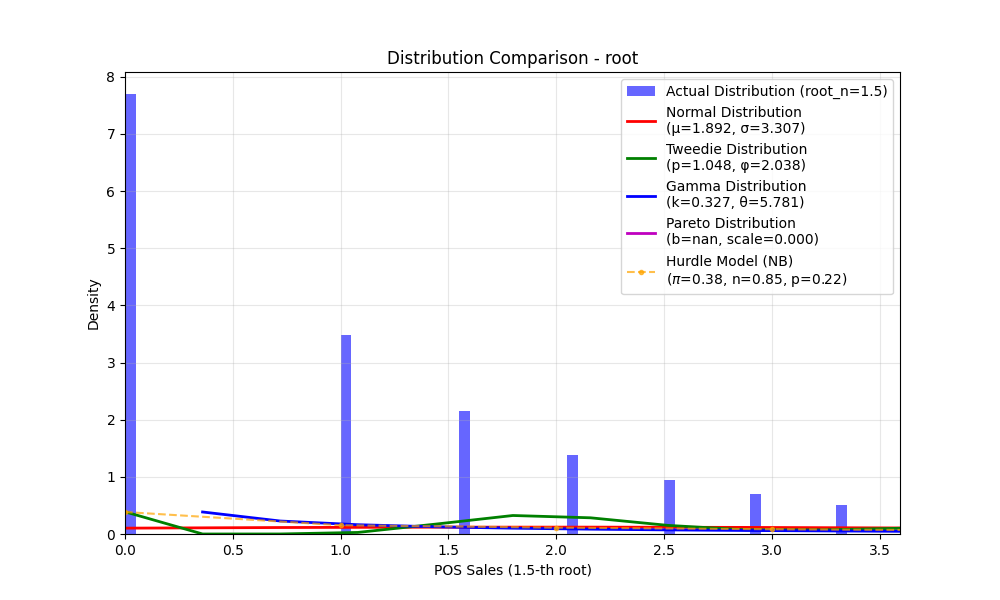 Distribution Comparison - root
Actual Distribution (root_n=1.5)
Normal Distribution
(μ=1.892, σ=3.307)
Tweedie Distribution
(p=1.048, φ=2.038)
Gamma Distribution
(k=0.327, θ=5.781)
Pareto Distribution
(b=nan, scale=0.000)
Hurdle Model (NB)
(π=0.38, n=0.85, p=0.22)
Density
8
7
6
5
4
3
2
1
0
0.0 0.5 1.0 1.5 2.0 2.5 3.0 3.5
POS Sales (1.5-th root)